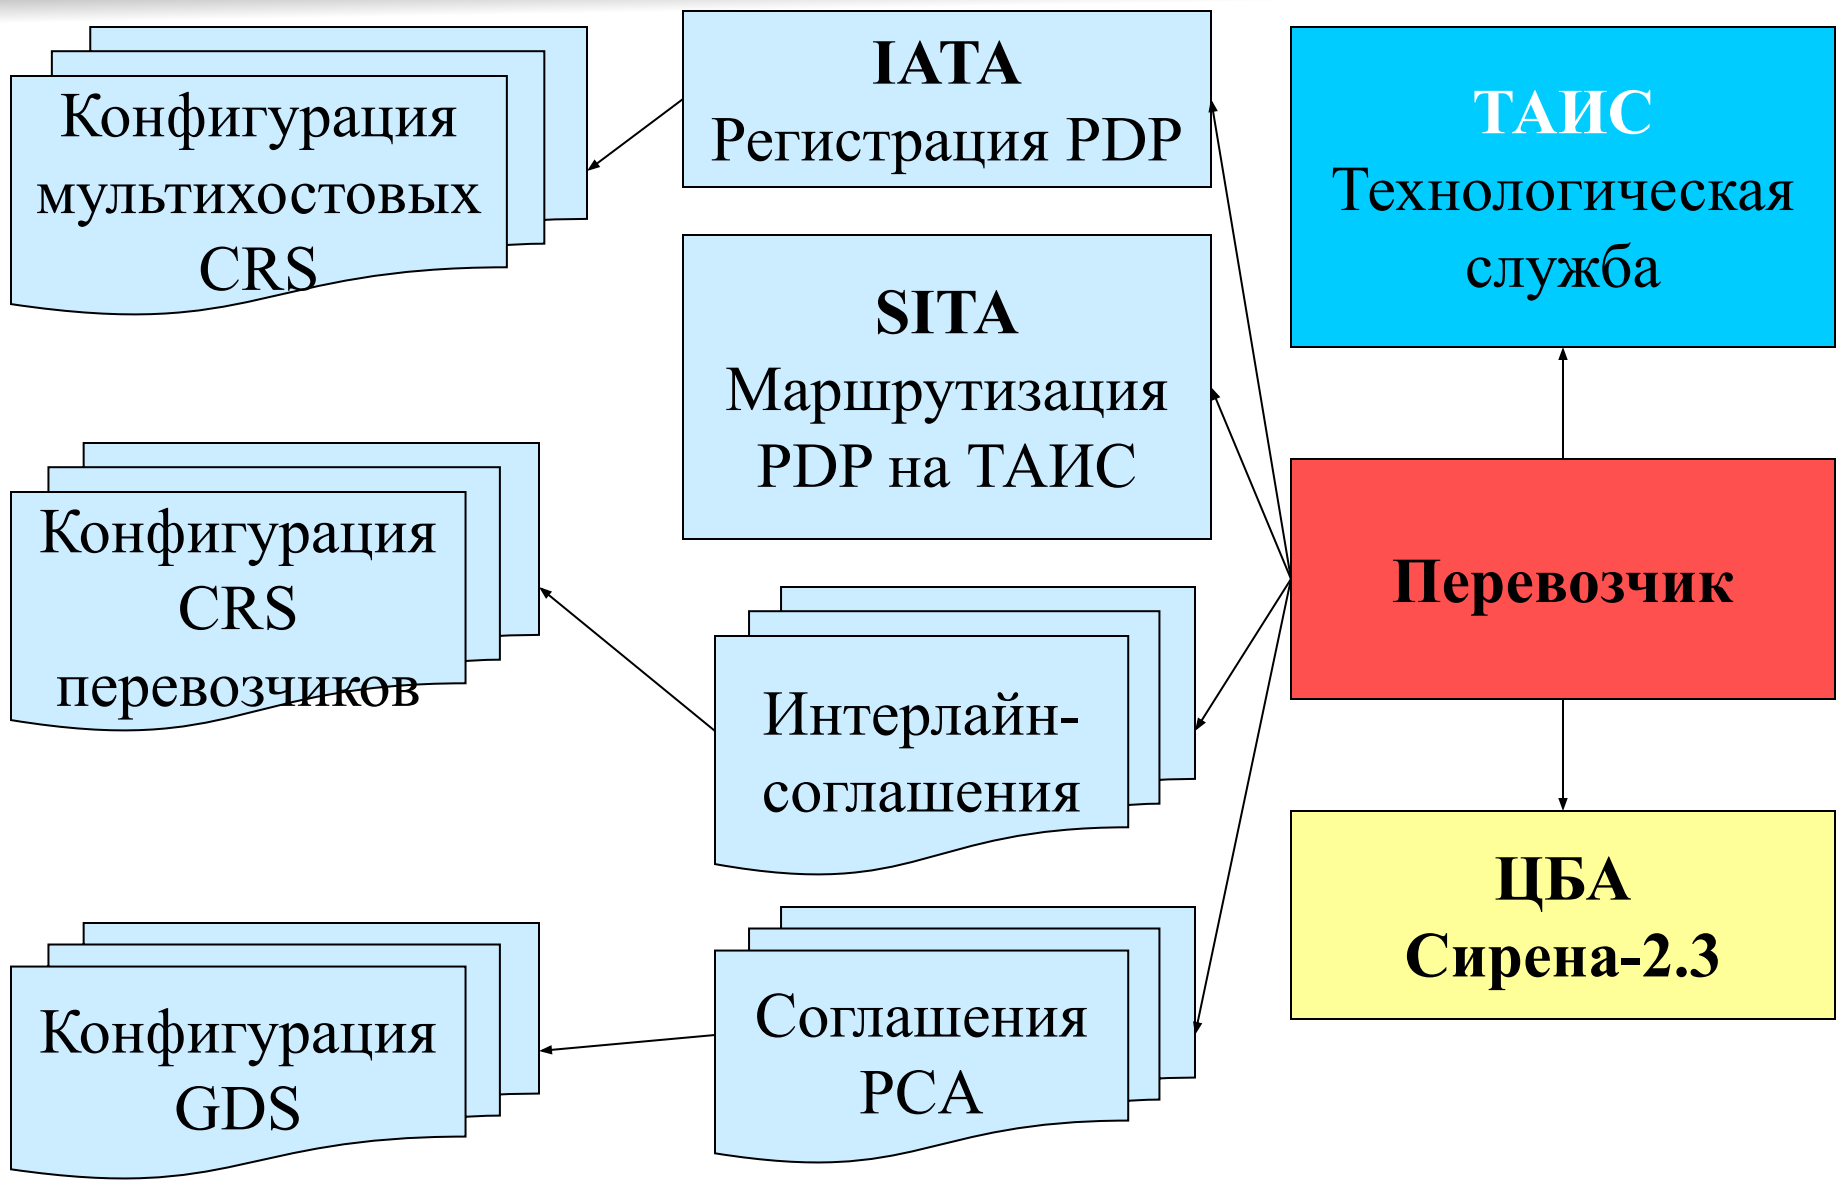 Конфигурация
мультихостовых
CRS
IATA
Регистрация PDP
ТАИС
Технологическая
служба
SITA
Маршрутизация
PDP на ТАИС
Конфигурация
CRS
перевозчиков
Перевозчик
Интерлайн-
соглашения
ЦБА
Сирена-2.3
Конфигурация
GDS
Соглашения
PCA